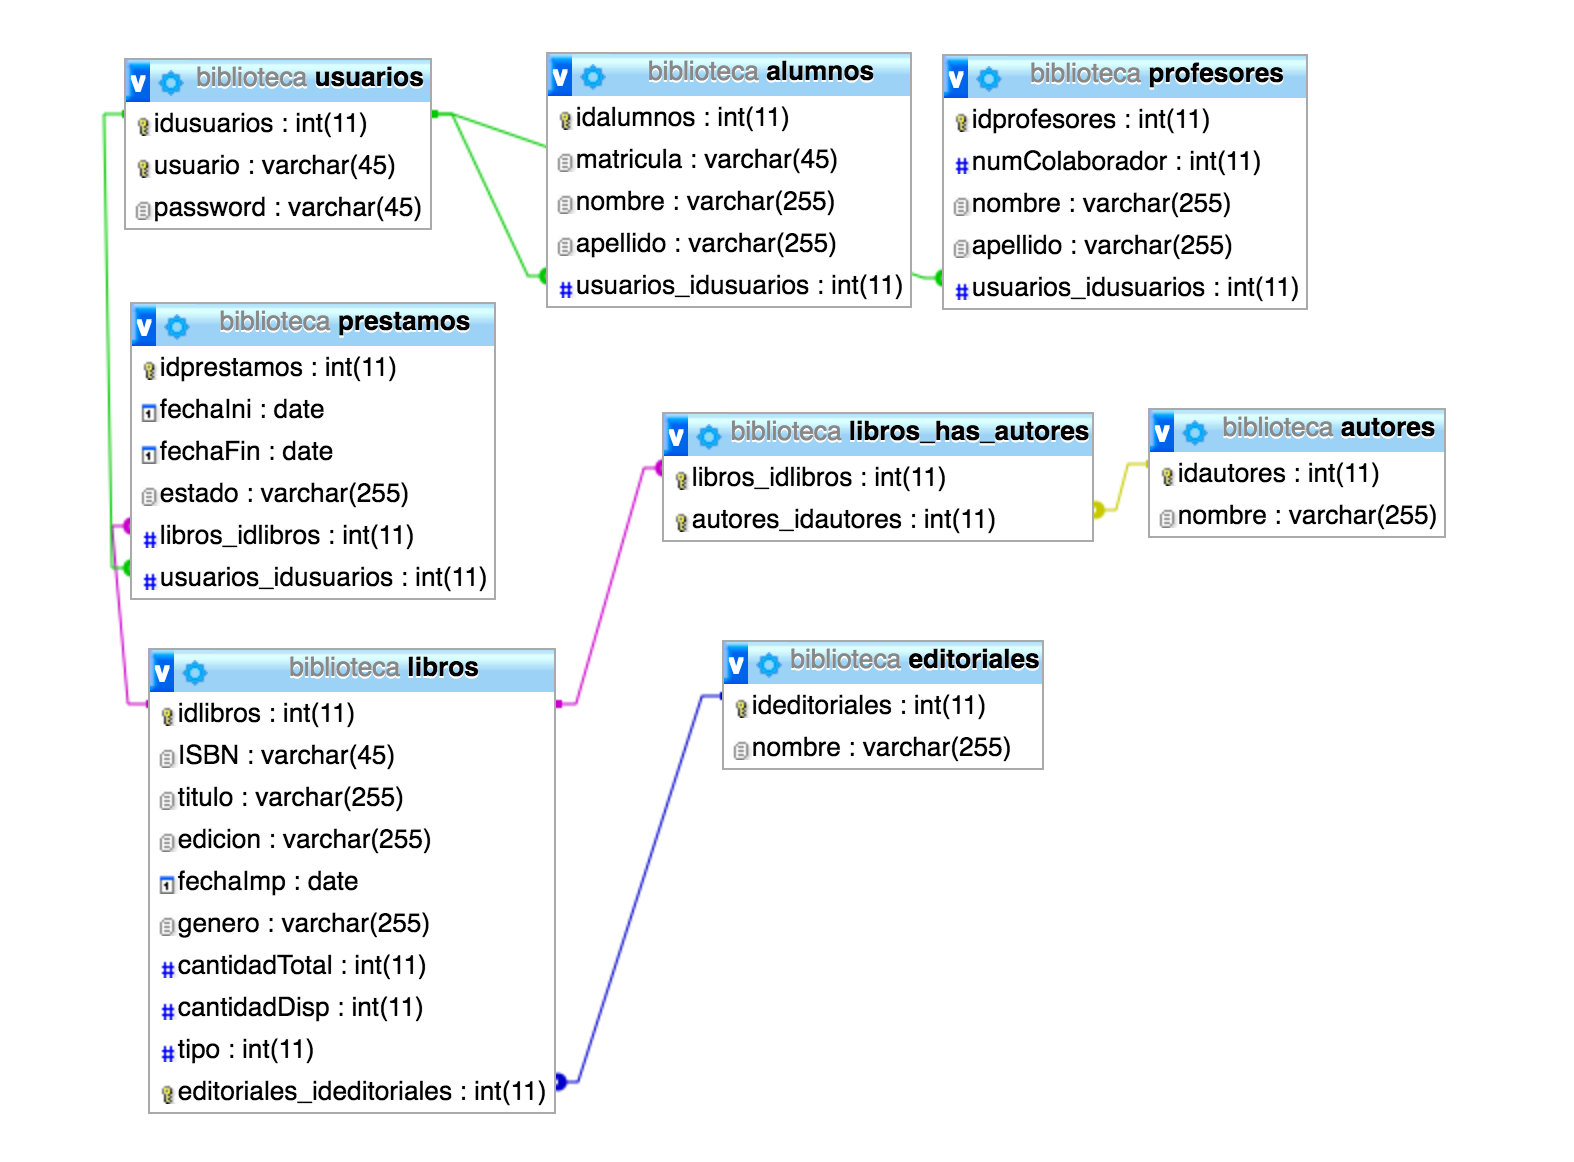 biblioteca usuarios
idusuarios : int(11)
usuario : varchar(45)
password : varchar(45)
biblioteca alumnos
idalumnos : int(11)
matricula : varchar(45)
nombre : varchar(255)
apellido : varchar(255)
usuarios_idusuarios : int(11)
biblioteca profesores
idprofesores : int(11)
numColaborador : int(11)
nombre : varchar(255)
apellido : varchar(255)
usuarios_idusuarios : int(11)
biblioteca prestamos
idprestamos : int(11)
fechaIni : date
fechaFin : date
estado : varchar(255)
libros_idlibros : int(11)
usuarios_idusuarios : int(11)
biblioteca libros_has_autores
libros_idlibros : int(11)
autores_idautores : int(11)
biblioteca autores
idautores : int(11)
nombre : varchar(255)
biblioteca libros
idlibros : int(11)
ISBN : varchar(45)
titulo : varchar(255)
edicion : varchar(255)
fechaImp : date
genero : varchar(255)
cantidadTotal : int(11)
cantidadDisp : int(11)
tipo : int(11)
editoriales_ideditoriales : int(11)
biblioteca editoriales
ideditoriales : int(11)
nombre : varchar(255)